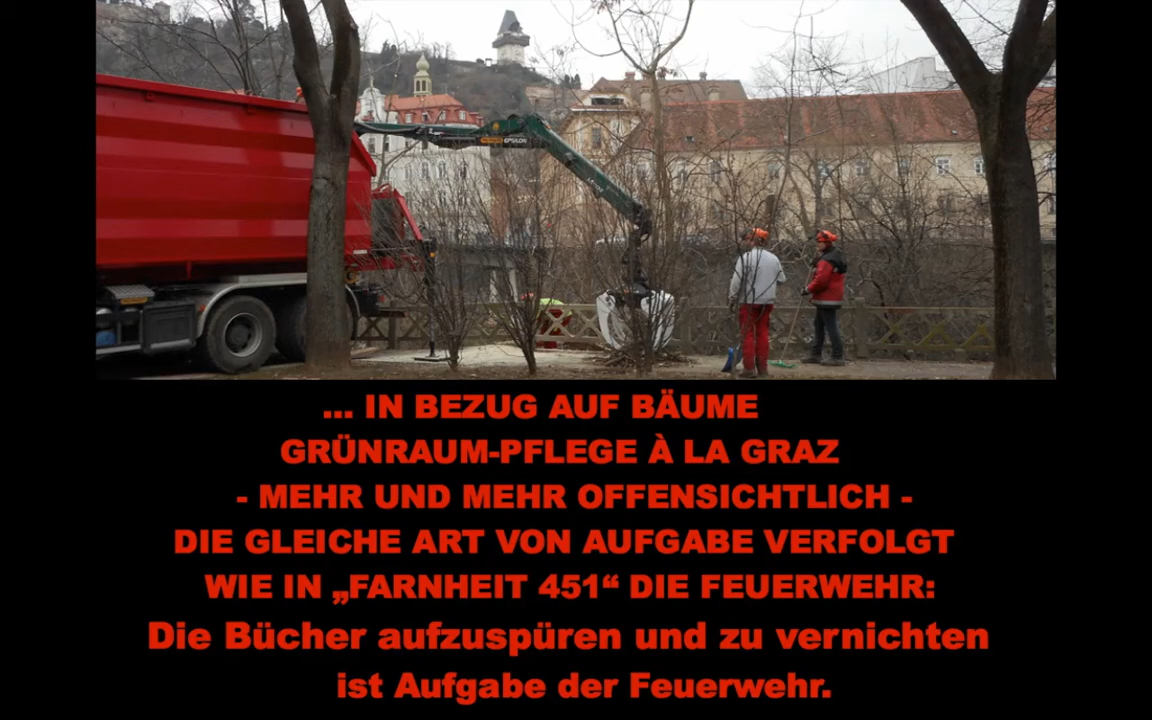 EPSILON
... IN BEZUG AUF BÄUME
GRÜNRAUM-PFLEGE À LA GRAZ
- MEHR UND MEHR OFFENSICHTLICH -
DIE GLEICHE ART VON AUFGABE VERFOLGT
WIE IN „FARNHEIT 451“ DIE FEUERWEHR:
Die Bücher aufzuspüren und zu vernichten
ist Aufgabe der Feuerwehr.